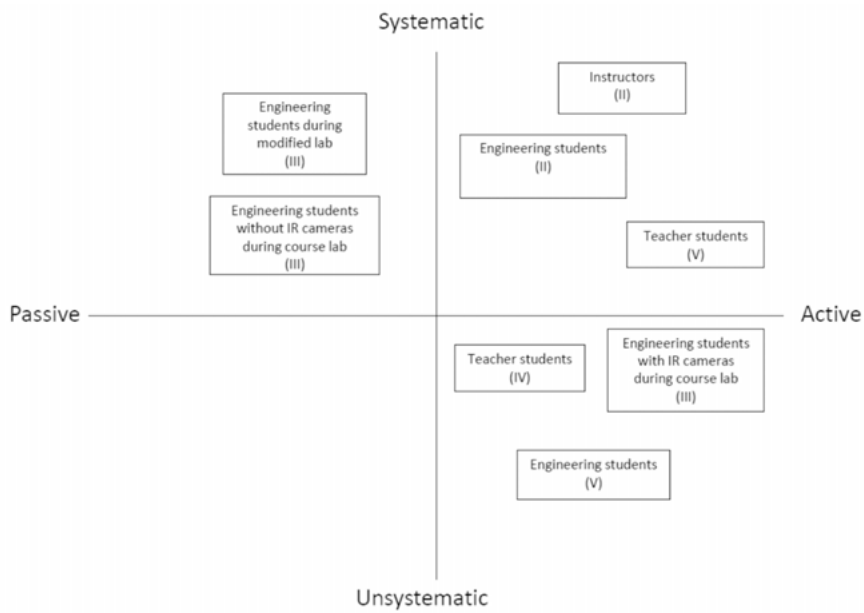 Systematic
Instructors
(II)
Engineering
students during
modified lab
(III)
Engineering students
(II)
Engineering students
without IR cameras
during course lab
(III)
Teacher students
(V)
Passive
Active
Teacher students
(IV)
Engineering students
with IR cameras
during course lab
(III)
Engineering students
(V)
Unsystematic